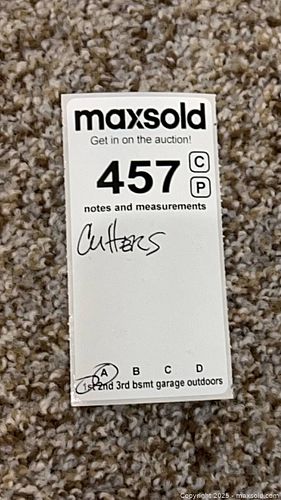 maxsold
Get in on the auction!
457 C
P
notes and measurements
Cutters
A B C D
1st 2nd 3rd bsmt garage outdoors
Copyright 2025 - maxsold.com